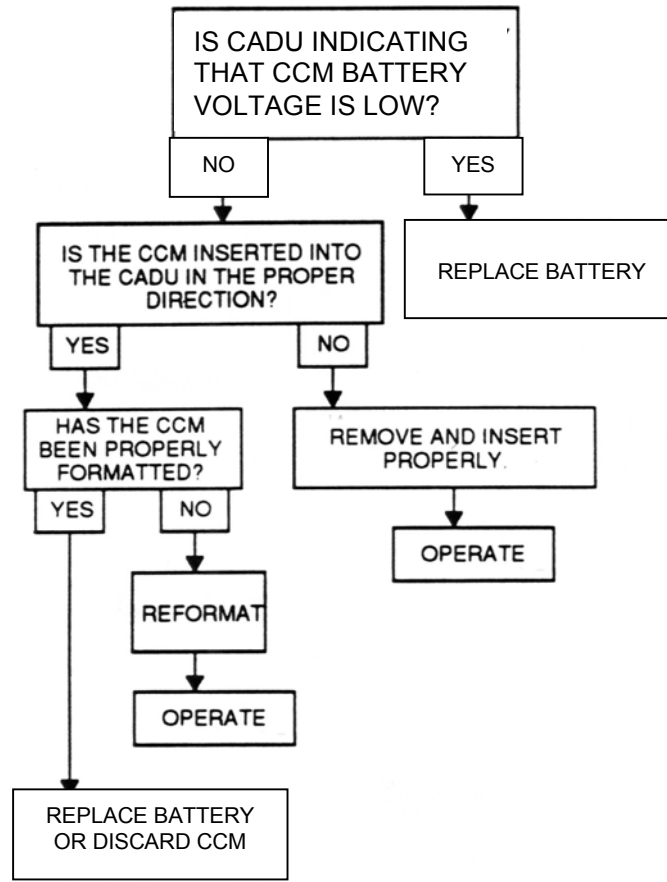 IS CADU INDICATING
THAT CCM BATTERY
VOLTAGE IS LOW?
NO
YES
IS THE CCM INSERTED INTO
THE CADU IN THE PROPER
DIRECTION?
REPLACE BATTERY
YES
NO
HAS THE CCM
BEEN PROPERLY
FORMATTED?
REMOVE AND INSERT
PROPERLY.
YES
NO
OPERATE
REFORMAT
OPERATE
REPLACE BATTERY
OR DISCARD CCM